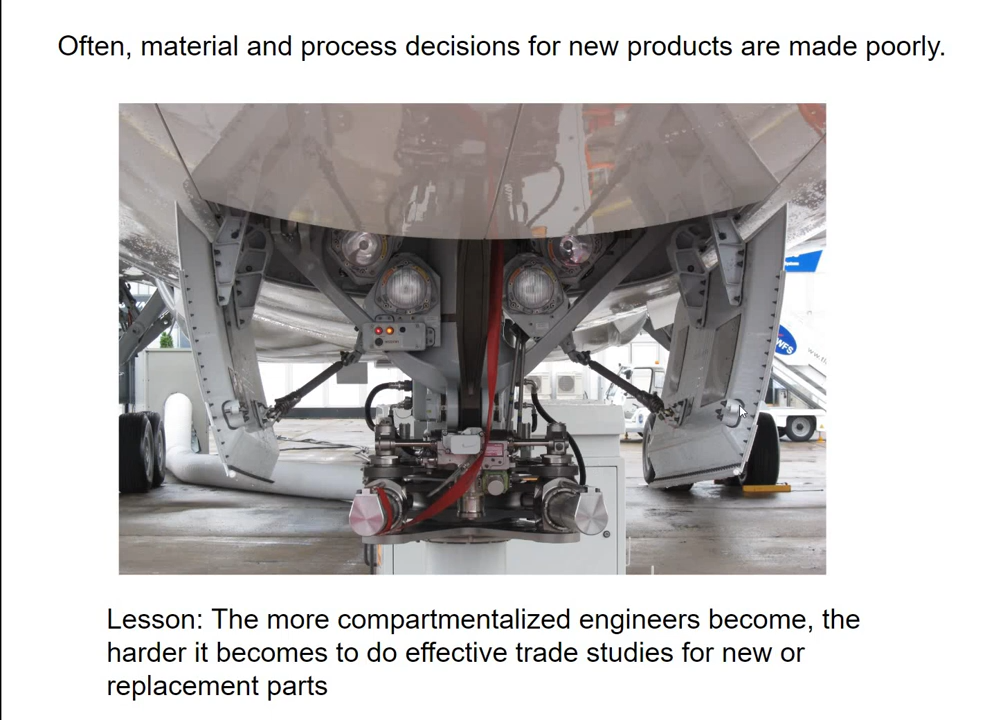 Often, material and process decisions for new products are made poorly.
WFS
Lesson: The more compartmentalized engineers become, the
harder it becomes to do effective trade studies for new or
replacement parts